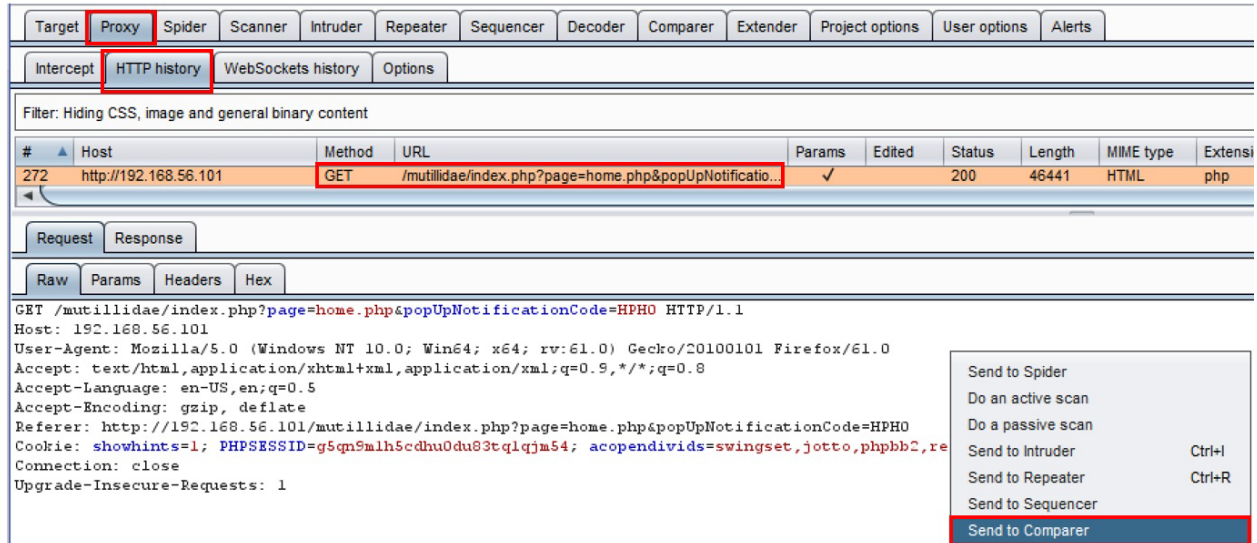 Target Proxy Spider Scanner Intruder Repeater Sequencer Decoder Comparer Extender Project options User options Alerts
Intercept HTTP history WebSockets history Options
Filter: Hiding CSS, image and general binary content
# Host Method URL Params Edited Status Length MIME type Extensi
272 http://192.168.56.101 GET /mutillidae/index.php?page=home.php&popUpNotificatio... ✓ 200 46441 HTML php
Request Response
Raw Params Headers Hex
GET /mutillidae/index.php?page=home.php&popUpNotificationCode=HPH0 HTTP/1.1
Host: 192.168.56.101
User-Agent: Mozilla/5.0 (Windows NT 10.0; Win64; x64; rv:61.0) Gecko/20100101 Firefox/61.0
Accept: text/html,application/xhtml+xml,application/xml;q=0.9,*/*;q=0.8
Accept-Language: en-US,en;q=0.5
Accept-Encoding: gzip, deflate
Referer: http://192.168.56.101/mutillidae/index.php?page=home.php&popUpNotificationCode=HPH0
Cookie: showhints=1; PHPSESSID=g5qn9mlh5cdhu0du83tqlqjm54; acopendivids=swingset,jotto,phpbb2,re
Connection: close
Upgrade-Insecure-Requests: 1
Send to Spider
Do an active scan
Do a passive scan
Send to Intruder Ctrl+I
Send to Repeater Ctrl+R
Send to Sequencer
Send to Comparer